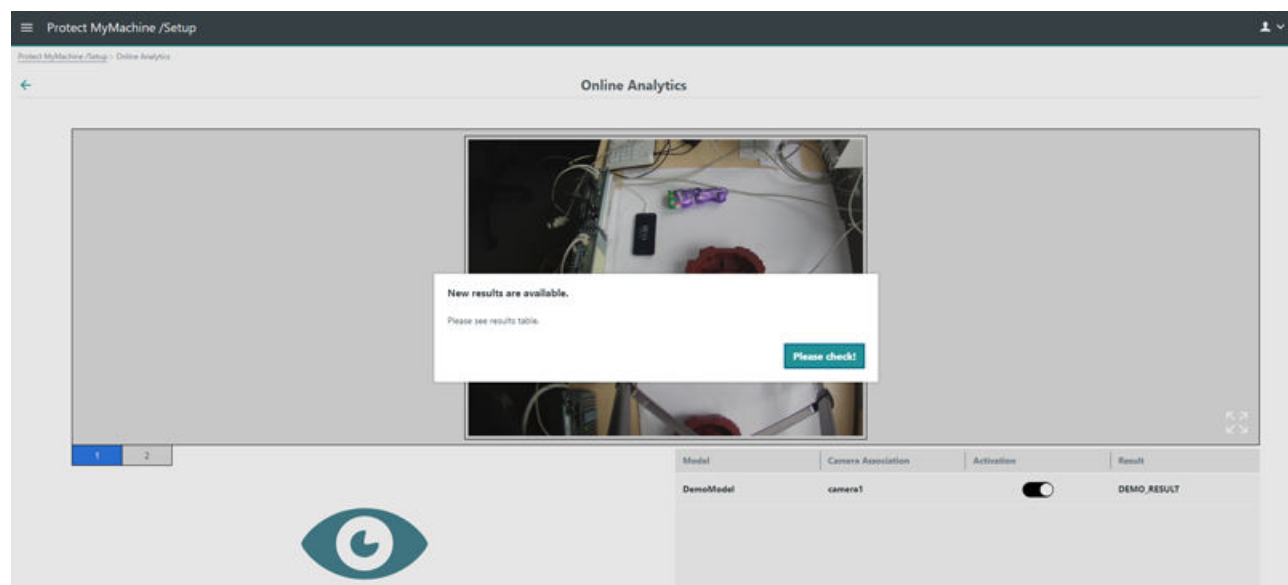 Protect MyMachine /Setup
Protect MyMachine /Setup > Online Analytics
Online Analytics
New results are available.
Please see results table.
Please check!
1 2
Model Camera Association Activation Result
DemoModel camera1 DEMO_RESULT